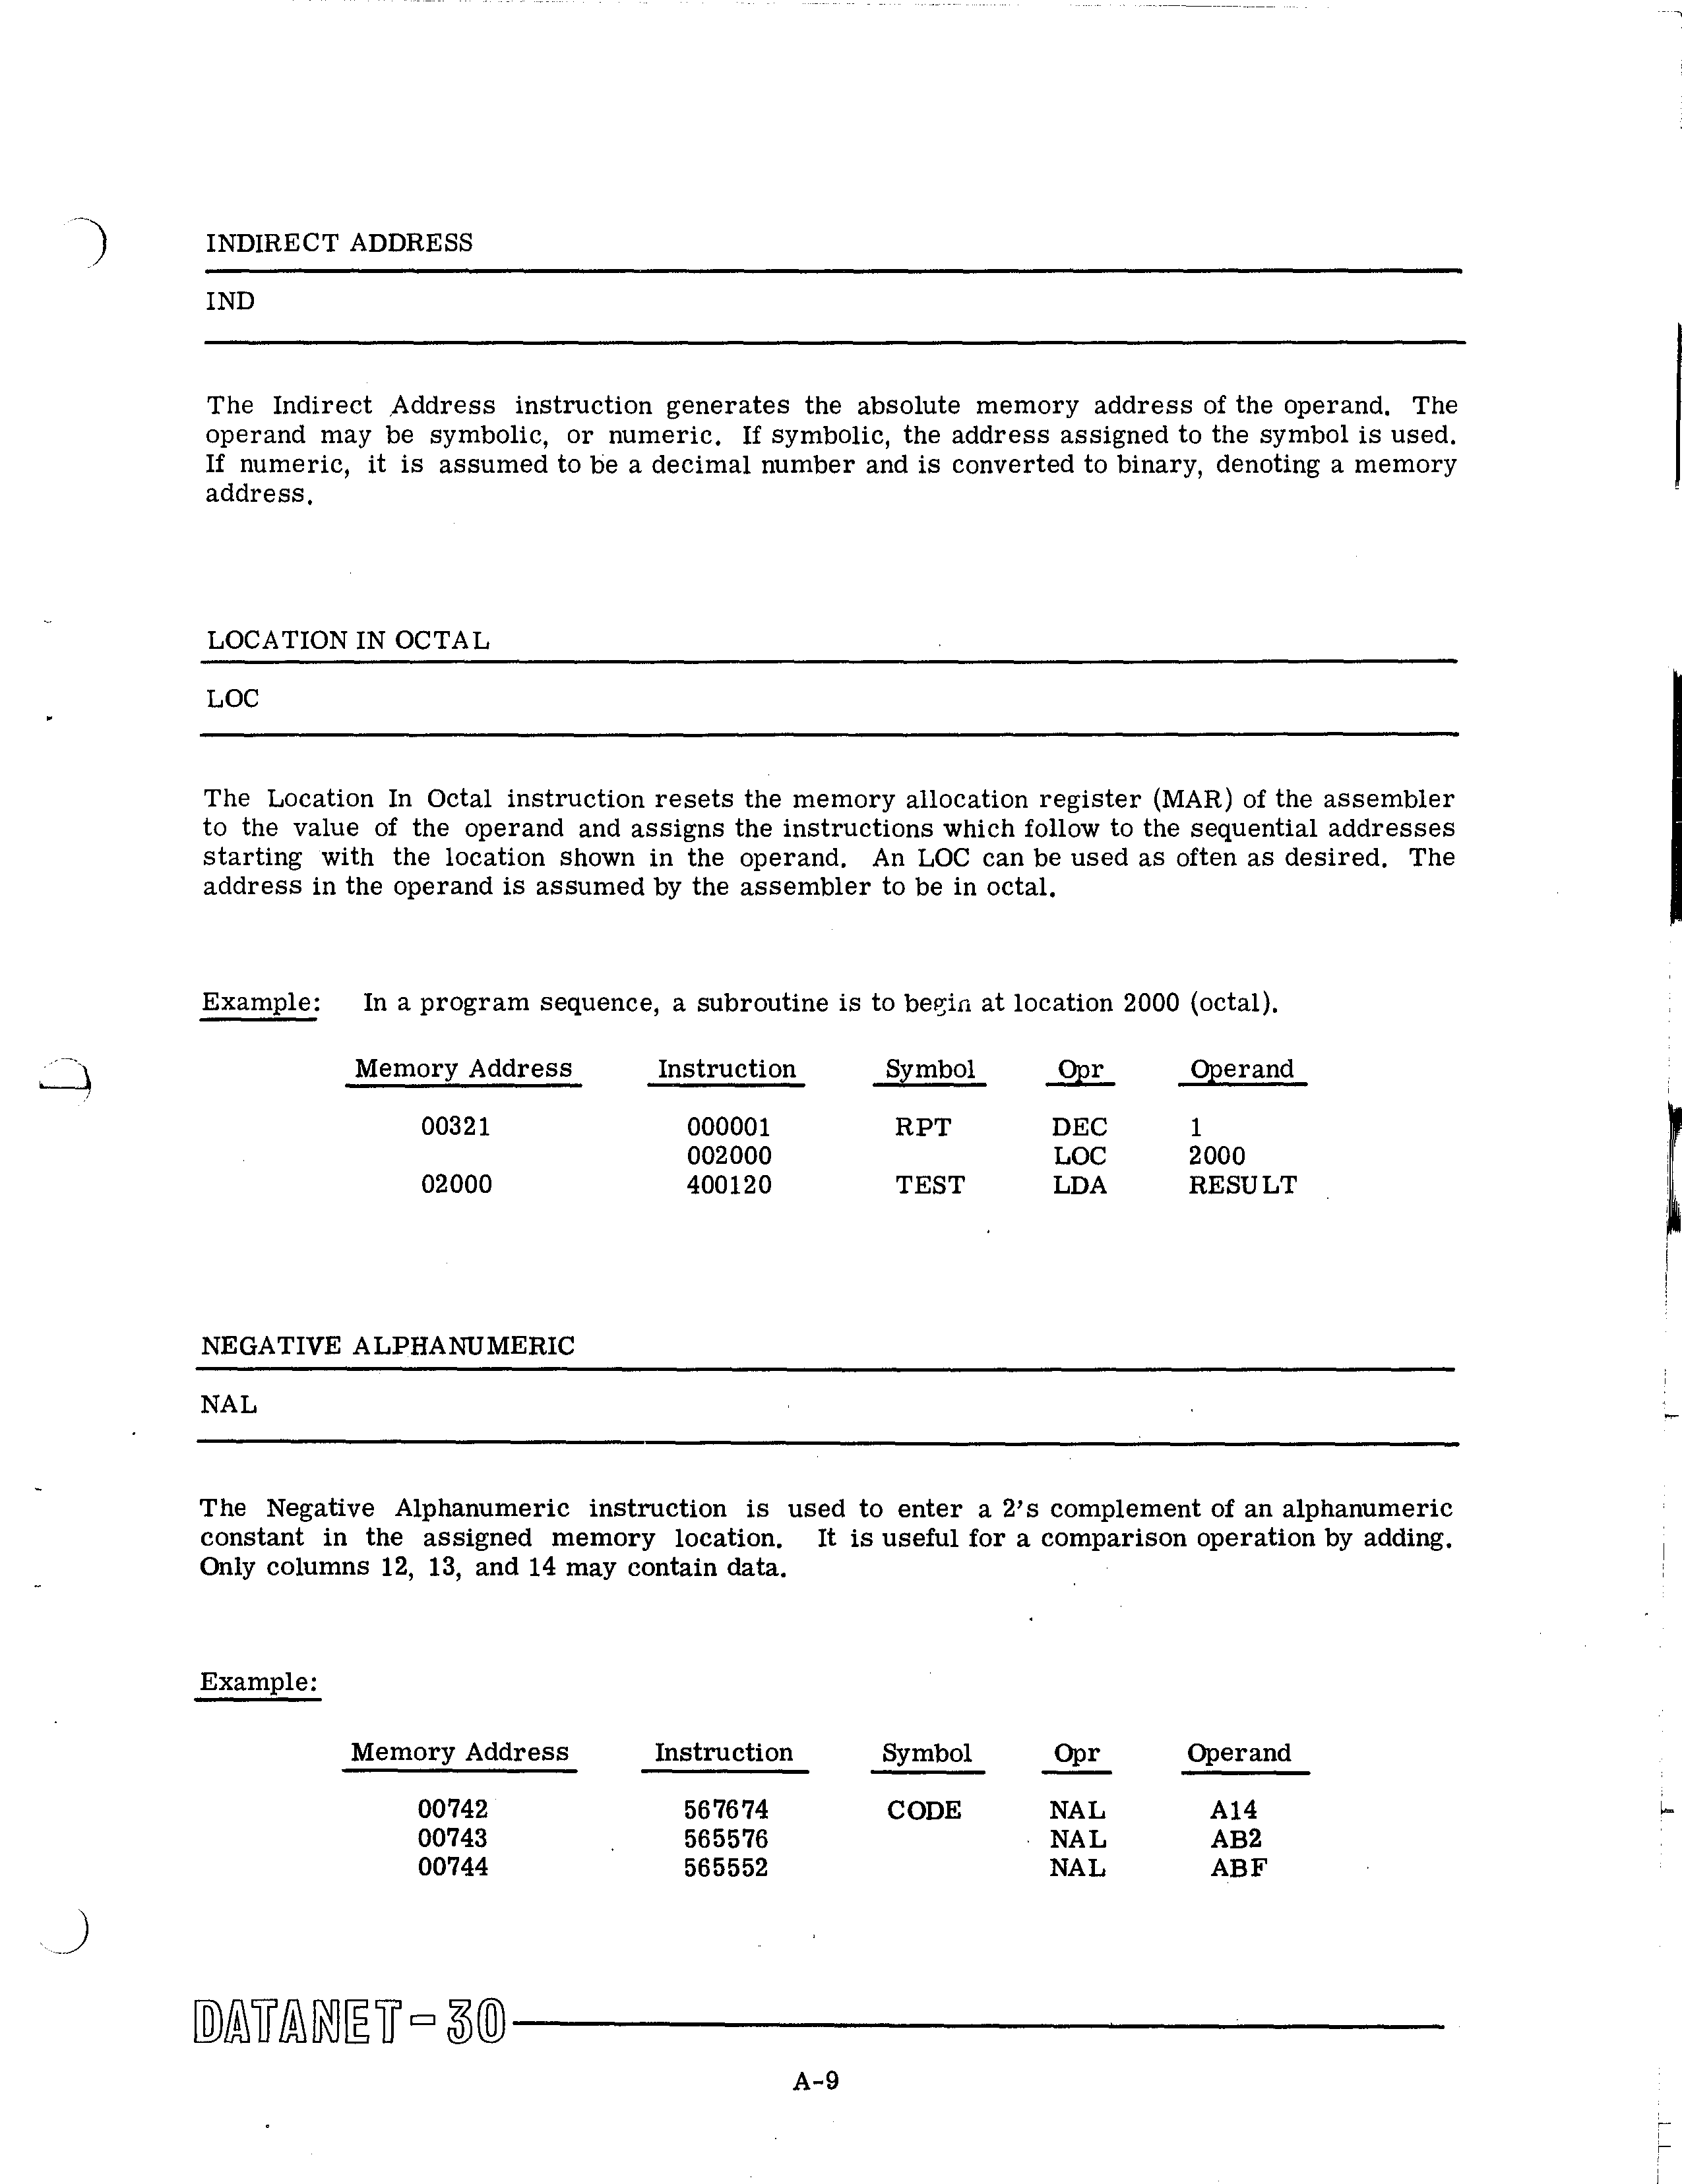 INDIRECT ADDRESS
IND
The Indirect Address instruction generates the absolute memory address of the operand. The
operand may be symbolic, or numeric. If symbolic, the address assigned to the symbol is used.
If numeric, it is assumed to be a decimal number and is converted to binary, denoting a memory
address.
LOCATION IN OCTAL
LOC
The Location In Octal instruction resets the memory allocation register (MAR) of the assembler
to the value of the operand and assigns the instructions which follow to the sequential addresses
starting with the location shown in the operand. An LOC can be used as often as desired. The
address in the operand is assumed by the assembler to be in octal.
Example: In a program sequence, a subroutine is to begin at location 2000 (octal).
Memory Address Instruction Symbol Opr Operand
00321 000001 RPT DEC 1
002000 LOC 2000
02000 400120 TEST LDA RESULT
NEGATIVE ALPHANUMERIC
NAL
The Negative Alphanumeric instruction is used to enter a 2's complement of an alphanumeric
constant in the assigned memory location. It is useful for a comparison operation by adding.
Only columns 12, 13, and 14 may contain data.
Example:
Memory Address Instruction Symbol Opr Operand
00742 567674 CODE NAL A14
00743 565576 NAL AB2
00744 565552 NAL ABF
DATANET-30
A-9